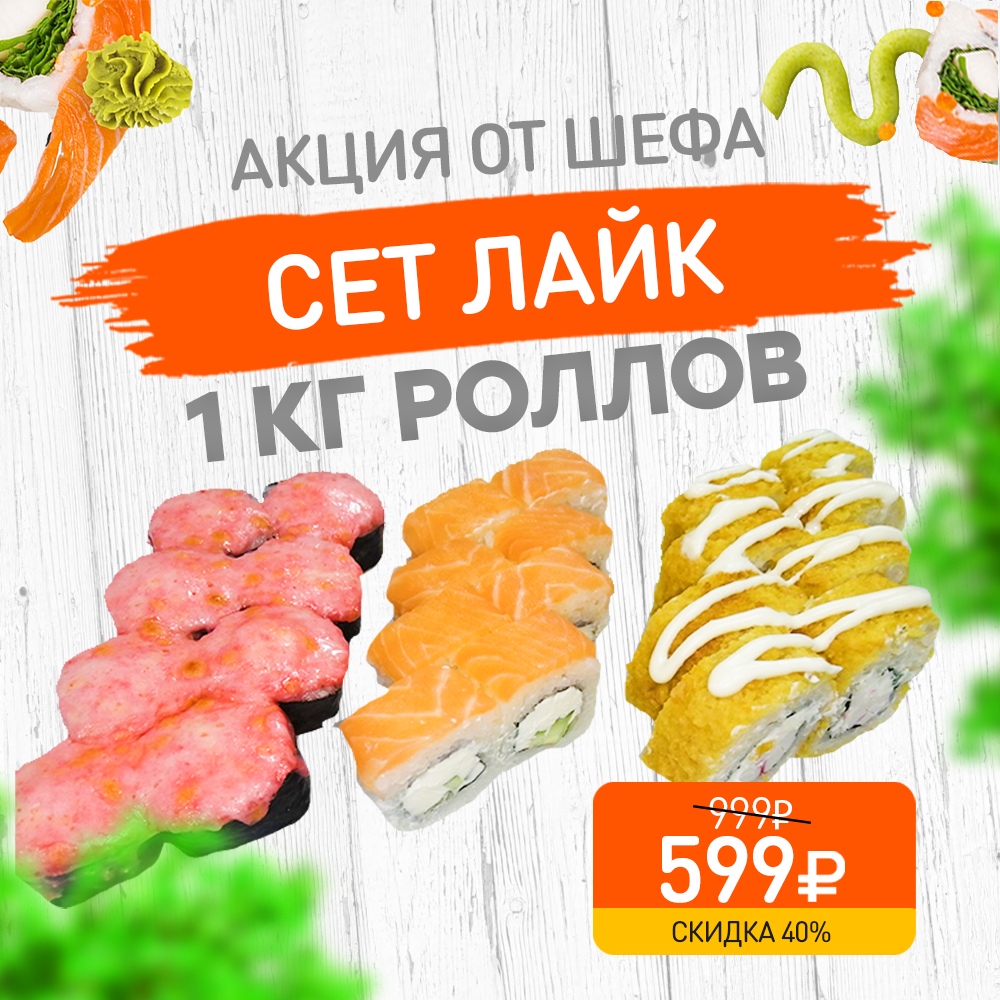 АКЦИЯ ОТ ШЕФА
СЕТ ЛАЙК
1 КГ РОЛЛОВ
999₽
599₽
СКИДКА 40%